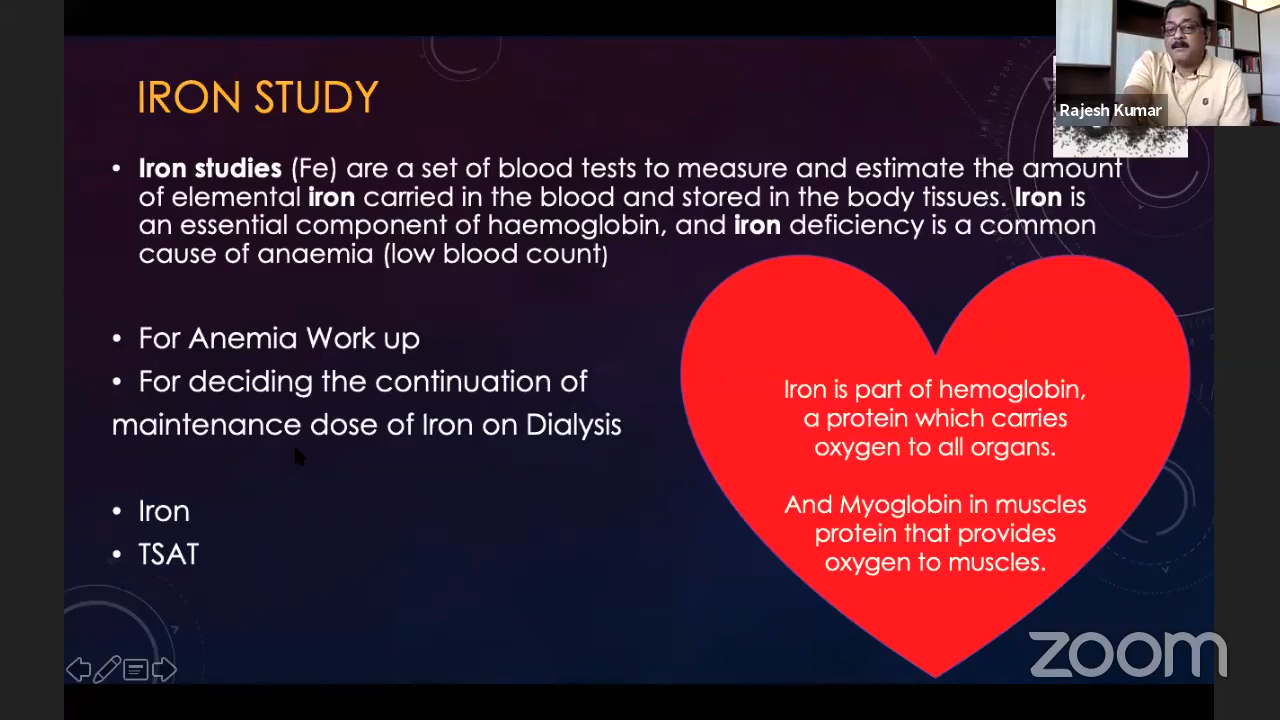 Rajesh Kumar
IRON STUDY
• Iron studies (Fe) are a set of blood tests to measure and estimate the amount
of elemental iron carried in the blood and stored in the body tissues. Iron is
an essential component of haemoglobin, and iron deficiency is a common
cause of anaemia (low blood count)
• For Anemia Work up
• For deciding the continuation of
maintenance dose of Iron on Dialysis
• Iron
• TSAT
Iron is part of hemoglobin,
a protein which carries
oxygen to all organs.
And Myoglobin in muscles
protein that provides
oxygen to muscles.
zoom